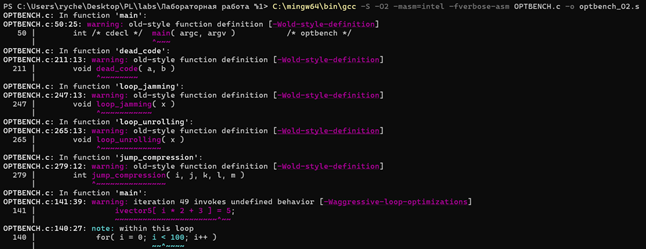 PS C:\Users\ryche\Desktop\PL\labs\Лабораторная работа %1> C:\mingw64\bin\gcc -S -O2 -masm=intel -fverbose-asm OPTBENCH.c -o optbench_O2.s
OPTBENCH.c: In function 'main':
OPTBENCH.c:50:25: warning: old-style function definition [-Wold-style-definition]
50 | int /* cdecl */ main( argc, argv ) /* optbench */
| ^~~~
OPTBENCH.c: In function 'dead_code':
OPTBENCH.c:211:13: warning: old-style function definition [-Wold-style-definition]
211 | void dead_code( a, b )
| ^~~~~~~~~
OPTBENCH.c: In function 'loop_jamming':
OPTBENCH.c:247:13: warning: old-style function definition [-Wold-style-definition]
247 | void loop_jamming( x )
| ^~~~~~~~~~~~
OPTBENCH.c: In function 'loop_unrolling':
OPTBENCH.c:265:13: warning: old-style function definition [-Wold-style-definition]
265 | void loop_unrolling( x )
| ^~~~~~~~~~~~~~
OPTBENCH.c: In function 'jump_compression':
OPTBENCH.c:279:12: warning: old-style function definition [-Wold-style-definition]
279 | int jump_compression( i, j, k, l, m )
| ^~~~~~~~~~~~~~~~
OPTBENCH.c: In function 'main':
OPTBENCH.c:141:39: warning: iteration 49 invokes undefined behavior [-Waggressive-loop-optimizations]
141 | ivector5[ i * 2 + 3 ] = 5;
| ~~~~~~~~~~~~~~~~~~~~~~^~~
OPTBENCH.c:140:27: note: within this loop
140 | for( i = 0; i < 100; i++ )
| ~~^~~~~